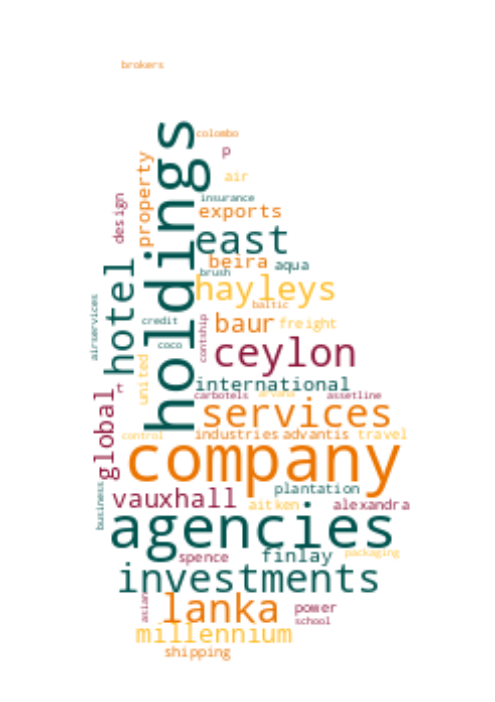 brokers
holdings
colombo
p
property
air
design
insurance
exports
east
hotel
beira
aqua
brush
hayleys
baltic
airservices
credit
contship
baur
freight
coco
ceylon
united
international
r
carbotels
aruana
assetline
global
services
control
industries
advantis
travel
company
business
plantation
vauxhall
aitken
alexandra
agencies
spence
finlay
packaging
investments
asian
lanka
power
school
millennium
shipping